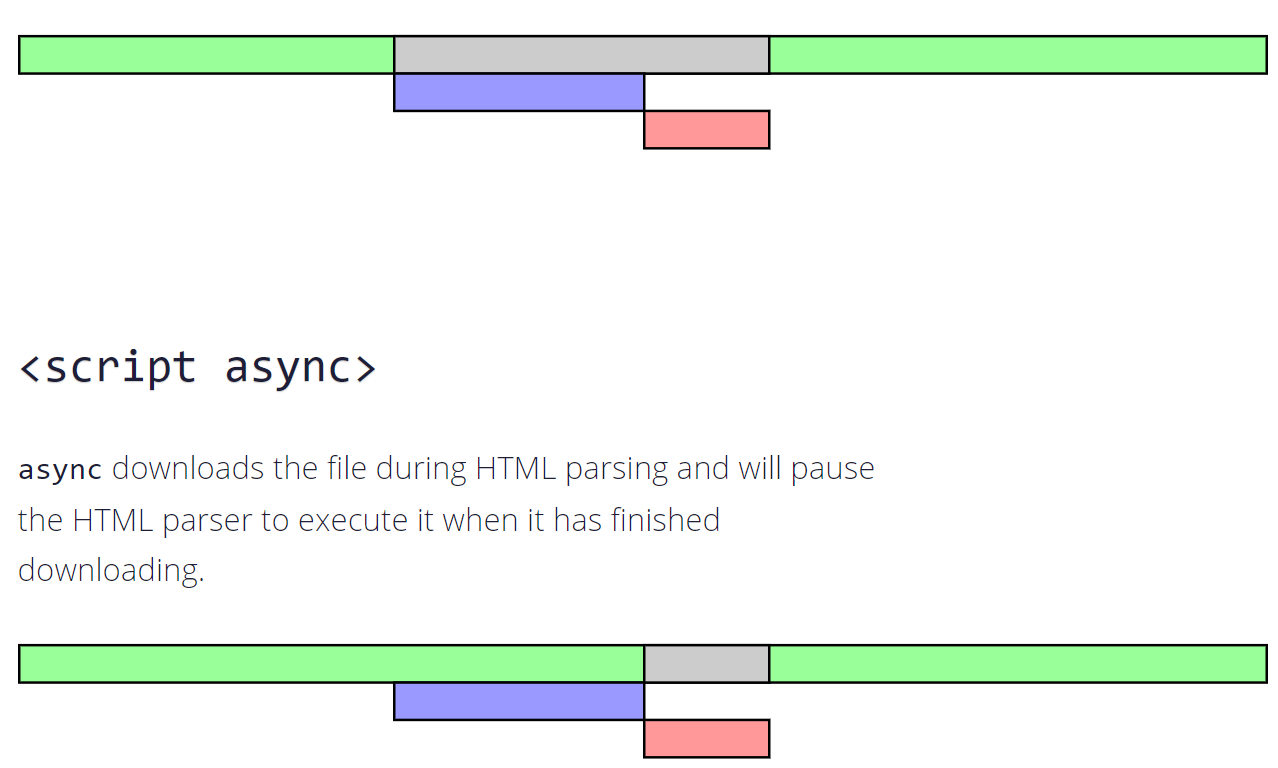 <script async>
async downloads the file during HTML parsing and will pause
the HTML parser to execute it when it has finished
downloading.